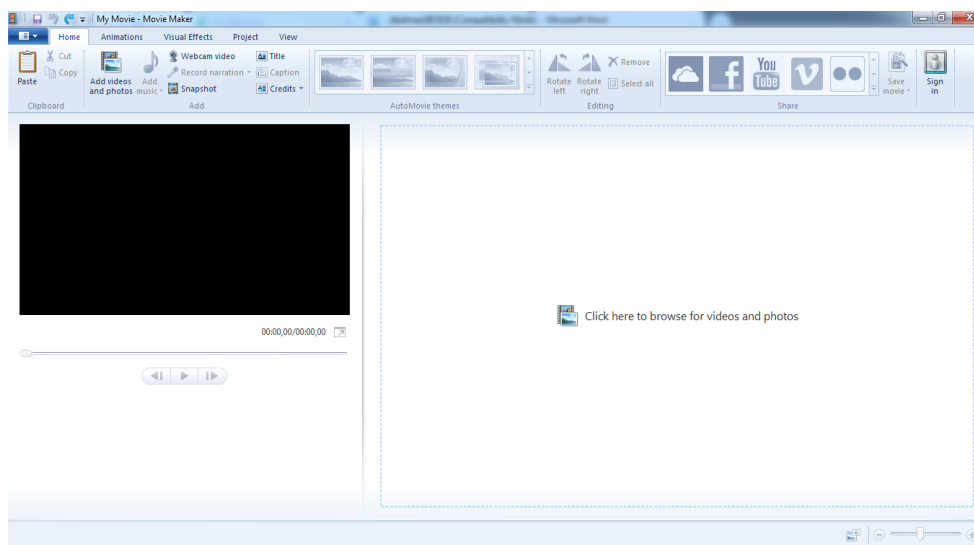 My Movie - Movie Maker
Home Animations Visual Effects Project View
Paste
Cut
Copy
Clipboard
Add videos
and photos
Add
music
Webcam video
Record narration
Snapshot
Title
Caption
Credits
Add
AutoMovie themes
Rotate
left
Rotate
right
Remove
Select all
Editing
You
Tube
Share
Save
movie
Sign
in
00:00,00/00:00,00
Click here to browse for videos and photos